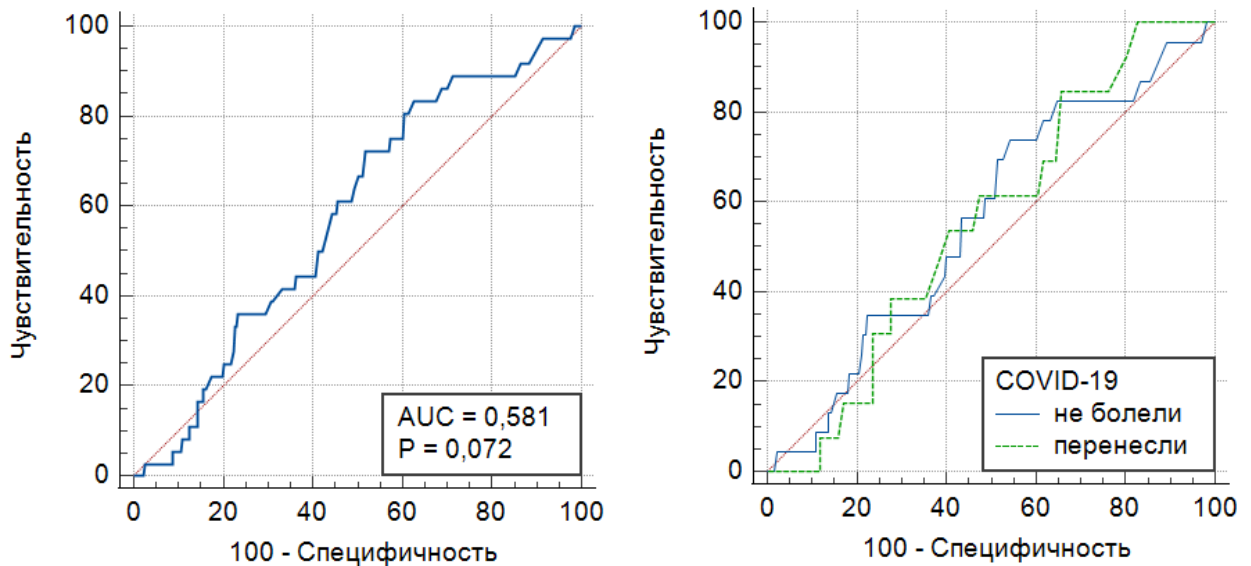 Чувствительность
100
80
60
40
20
0
AUC = 0,581
P = 0,072
0 20 40 60 80 100
100 - Специфичность
Чувствительность
100
80
60
40
20
0
COVID-19
не болели
перенесли
0 20 40 60 80 100
100 - Специфичность